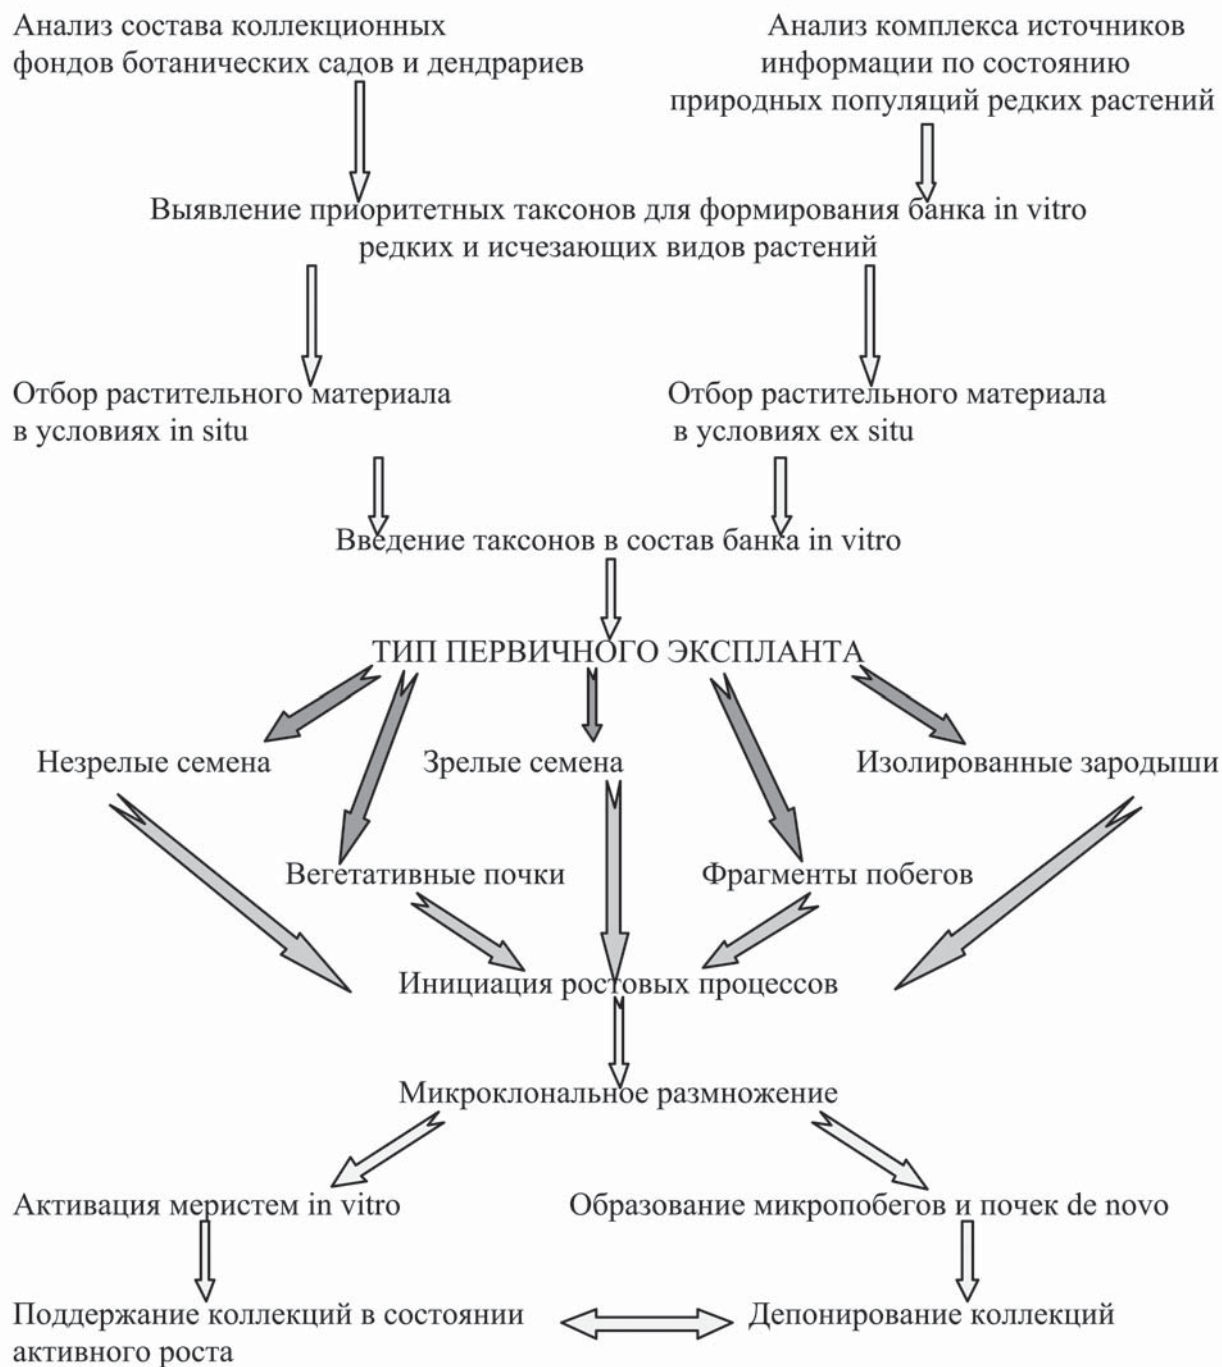 Анализ состава коллекционных
фондов ботанических садов и дендрариев
Анализ комплекса источников
информации по состоянию
природных популяций редких растений
Выявление приоритетных таксонов для формирования банка in vitro
редких и исчезающих видов растений
Отбор растительного материала
в условиях in situ
Отбор растительного материала
в условиях ex situ
Введение таксонов в состав банка in vitro
ТИП ПЕРВИЧНОГО ЭКСПЛАНТА
Незрелые семена
Зрелые семена
Изолированные зародыши
Вегетативные почки
Фрагменты побегов
Инициация ростовых процессов
Микроклональное размножение
Активация меристем in vitro
Образование микропобегов и почек de novo
Поддержание коллекций в состоянии
активного роста
Депонирование коллекций